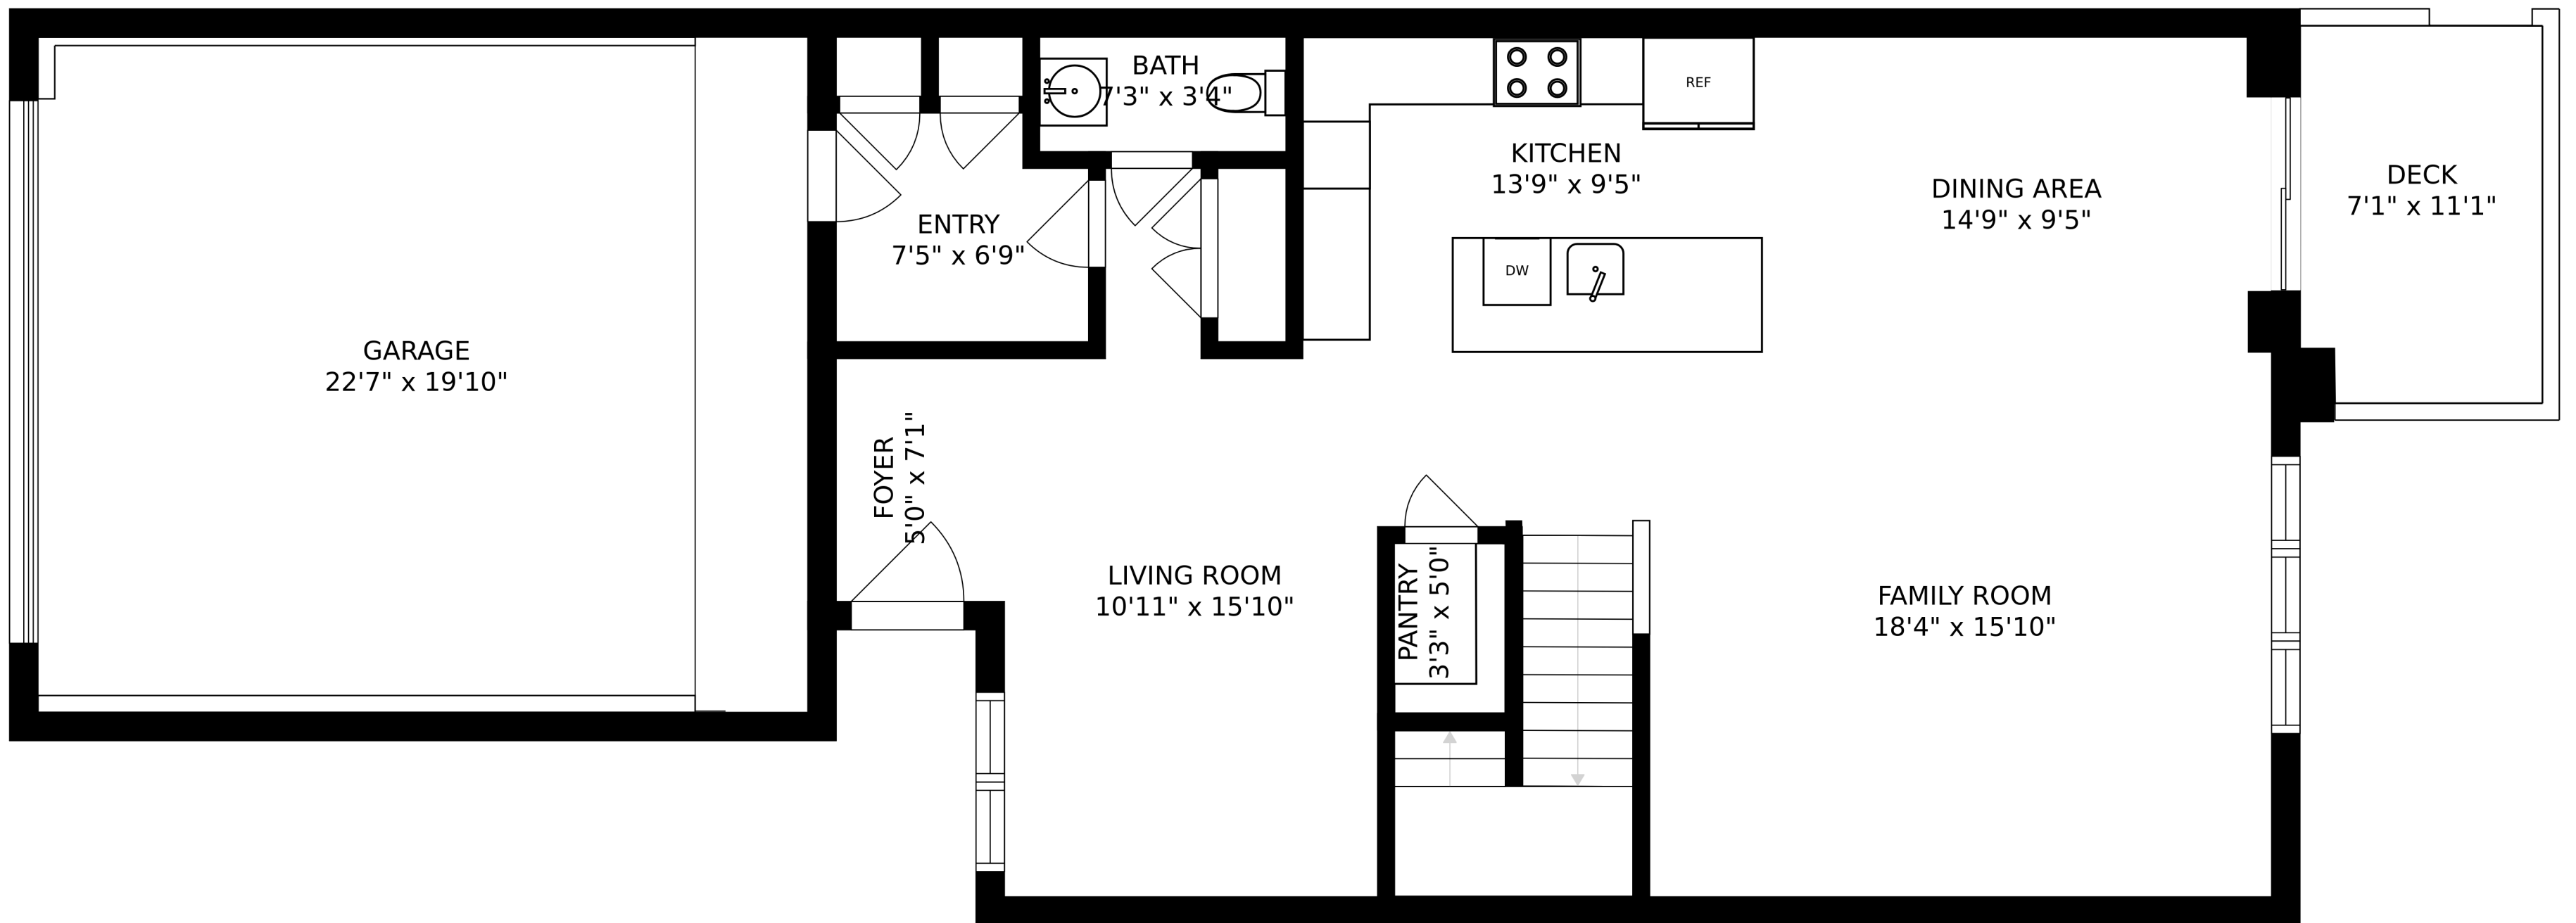 BATH
7'3" x 3'4"
REF
KITCHEN
13'9" x 9'5"
DINING AREA
14'9" x 9'5"
DECK
7'1" x 11'1"
ENTRY
7'5" x 6'9"
DW
GARAGE
22'7" x 19'10"
FOYER
5'0" x 7'1"
LIVING ROOM
10'11" x 15'10"
PANTRY
3'3" x 5'0"
FAMILY ROOM
18'4" x 15'10"